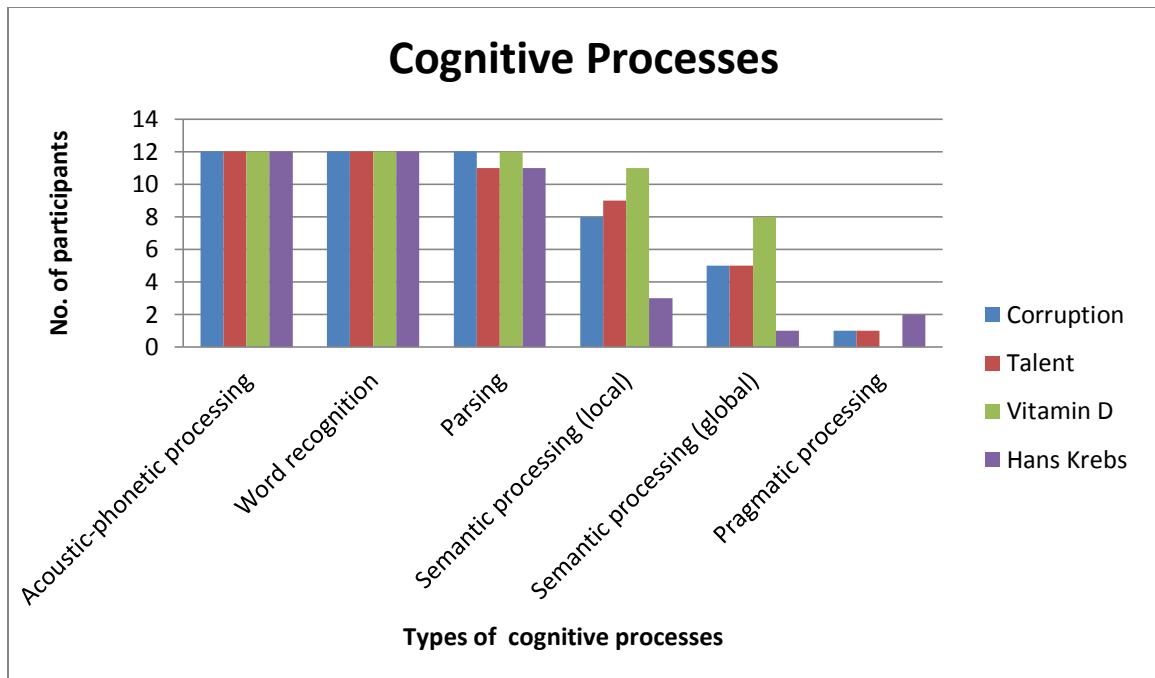 Cognitive Processes
No. of participants
14
12
10
8
6
4
2
0
Acoustic-phonetic processing
Word recognition
Parsing
Semantic processing (local)
Semantic processing (global)
Pragmatic processing
Types of cognitive processes
Corruption
Talent
Vitamin D
Hans Krebs